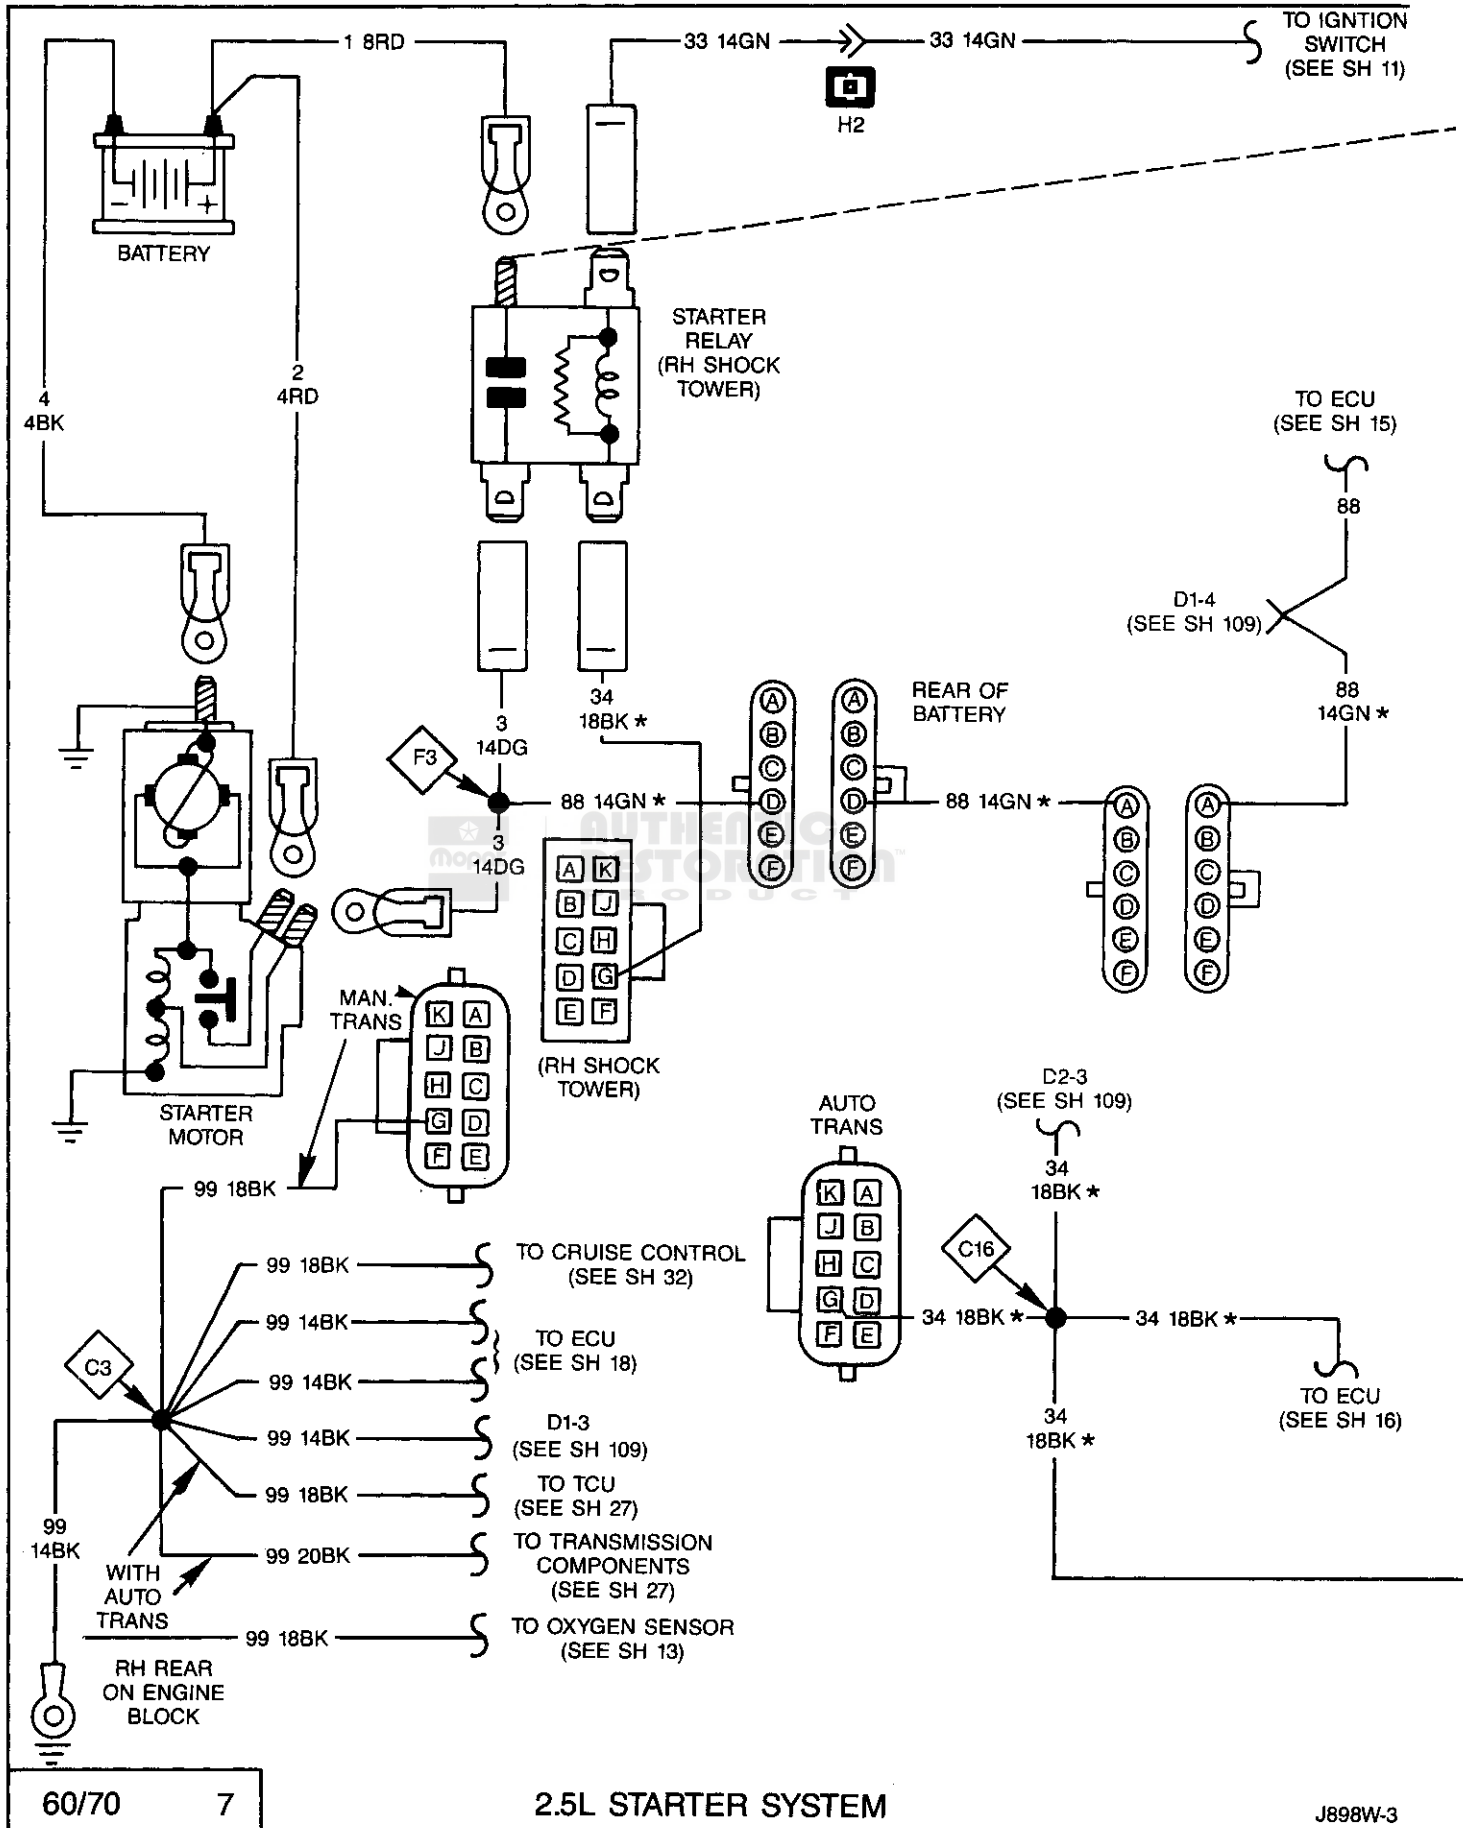 TO IGNTION
SWITCH
(SEE SH 11)
1 8RD
33 14GN
33 14GN
H2
BATTERY
STARTER
RELAY
(RH SHOCK
TOWER)
2
4RD
4
4BK
TO ECU
(SEE SH 15)
88
D1-4
(SEE SH 109)
88
14GN *
REAR OF
BATTERY
3
14DG
34
18BK *
F3
88 14GN *
88 14GN *
3
14DG
Mopar
AUTHENTIC
RESTORATION™
PRODUCT
A
B
C
D
E
F
A
B
C
D
E
F
A
B
C
D
E
F
A
B
C
D
E
F
A K
B J
C H
D G
E F
(RH SHOCK
TOWER)
MAN.
TRANS
K A
J B
H C
G D
F E
STARTER
MOTOR
99 18BK
AUTO
TRANS
K A
J B
H C
G D
F E
D2-3
(SEE SH 109)
34
18BK *
C16
34 18BK *
34 18BK *
TO ECU
(SEE SH 16)
34
18BK *
99 18BK
TO CRUISE CONTROL
(SEE SH 32)
99 14BK
TO ECU
(SEE SH 18)
99 14BK
C3
99 14BK
D1-3
(SEE SH 109)
99 18BK
TO TCU
(SEE SH 27)
99 20BK
TO TRANSMISSION
COMPONENTS
(SEE SH 27)
99
14BK
WITH
AUTO
TRANS
99 18BK
TO OXYGEN SENSOR
(SEE SH 13)
RH REAR
ON ENGINE
BLOCK
60/70 7
2.5L STARTER SYSTEM
J898W-3